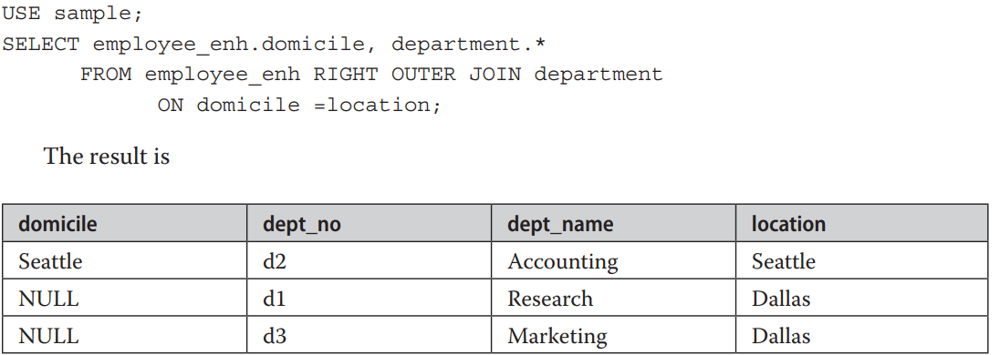 USE sample;
SELECT employee_enh.domicile, department.*
FROM employee_enh RIGHT OUTER JOIN department
ON domicile =location;
The result is
domicile dept_no dept_name location
Seattle d2 Accounting Seattle
NULL d1 Research Dallas
NULL d3 Marketing Dallas